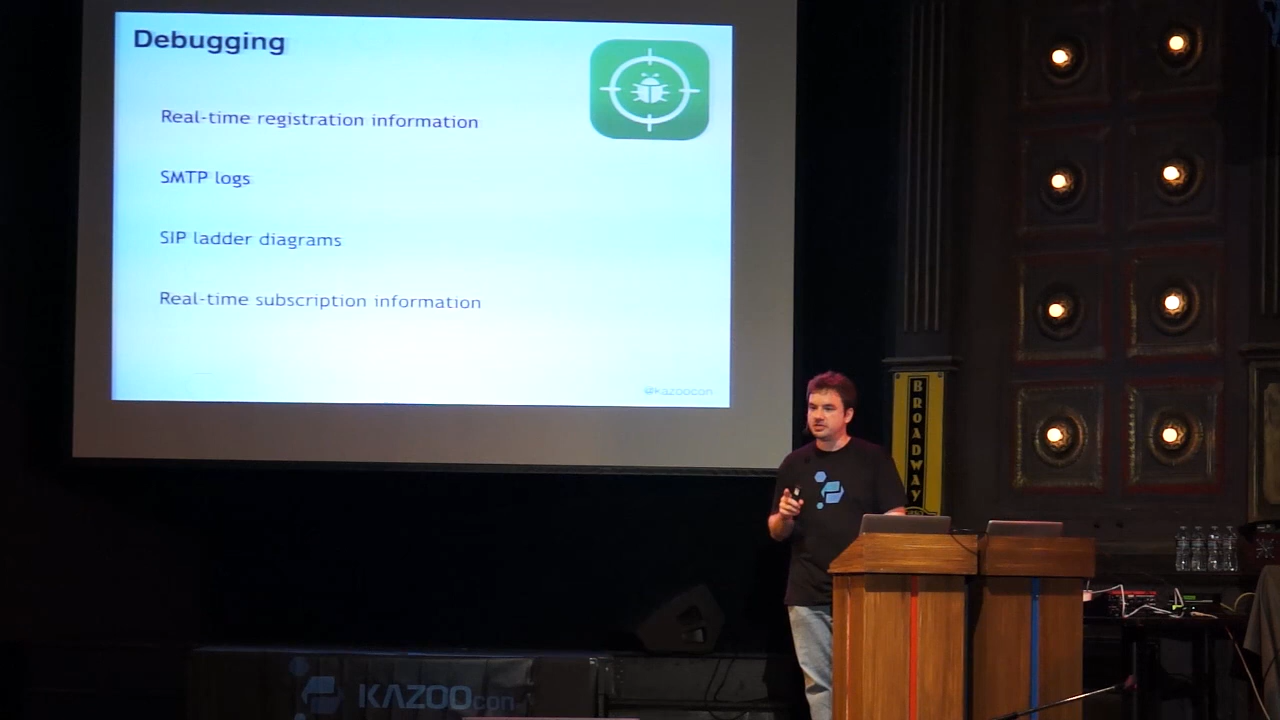 Debugging
Real-time registration information
SMTP logs
SIP ladder diagrams
Real-time subscription information
@kazoocon
BROADWAY
KAZOOcon